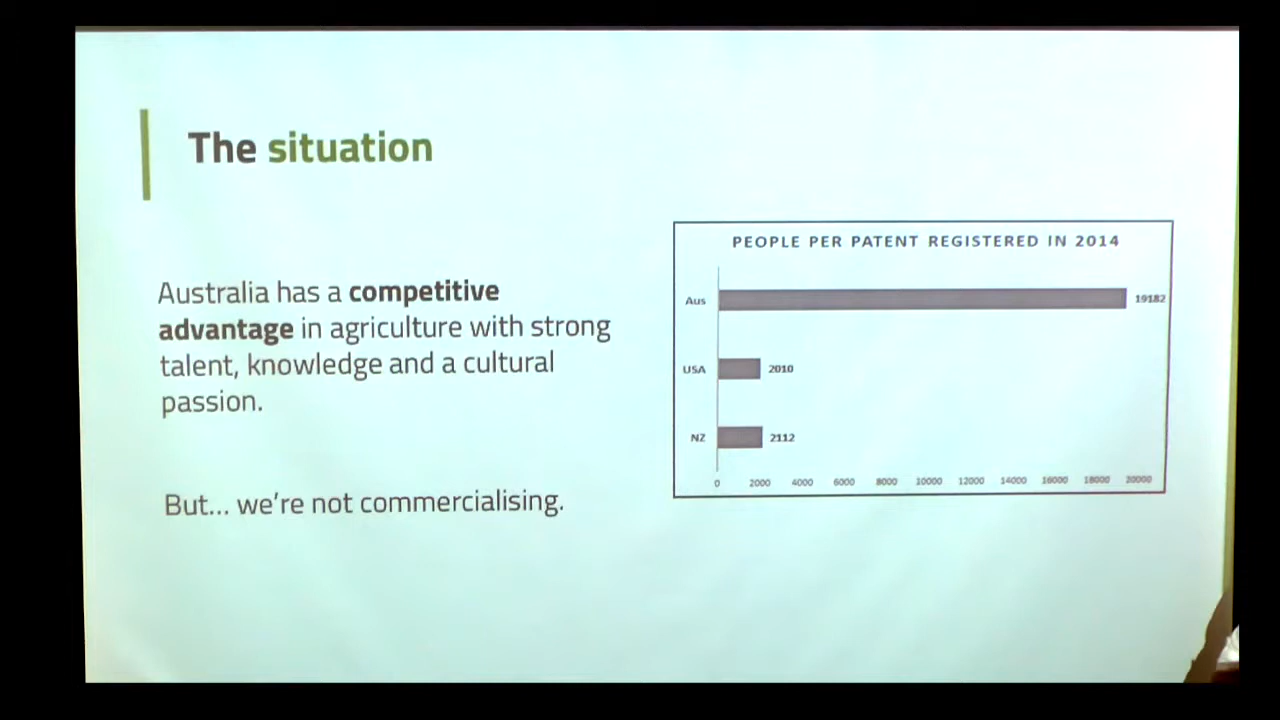 The situation
Australia has a competitive
advantage in agriculture with strong
talent, knowledge and a cultural
passion.
But... we're not commercialising.
PEOPLE PER PATENT REGISTERED IN 2014
Aus 19182
USA 2010
NZ 2112
0 2000 4000 6000 8000 10000 12000 14000 16000 18000 20000